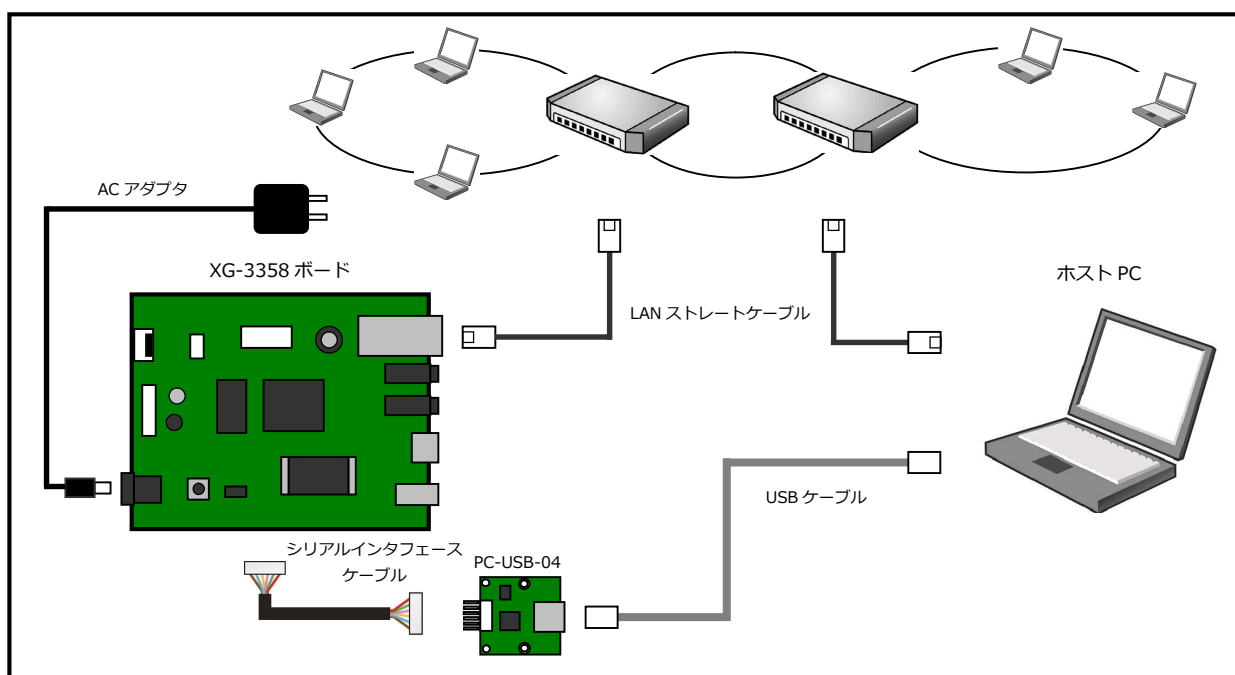 AC アダプタ
XG-3358 ボード
ホスト PC
LAN ストレートケーブル
USB ケーブル
シリアルインタフェース
ケーブル
PC-USB-04